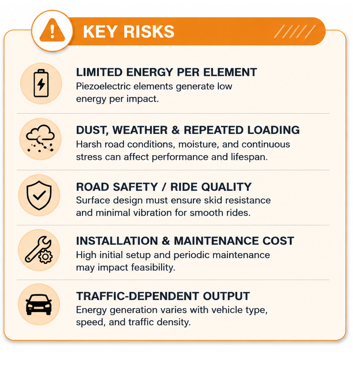 KEY RISKS
LIMITED ENERGY PER ELEMENT
Piezoelectric elements generate low
energy per impact.
DUST, WEATHER & REPEATED LOADING
Harsh road conditions, moisture, and continuous
stress can affect performance and lifespan.
ROAD SAFETY / RIDE QUALITY
Surface design must ensure skid resistance
and minimal vibration for smooth rides.
INSTALLATION & MAINTENANCE COST
High initial setup and periodic maintenance
may impact feasibility.
TRAFFIC-DEPENDENT OUTPUT
Energy generation varies with vehicle type,
speed, and traffic density.